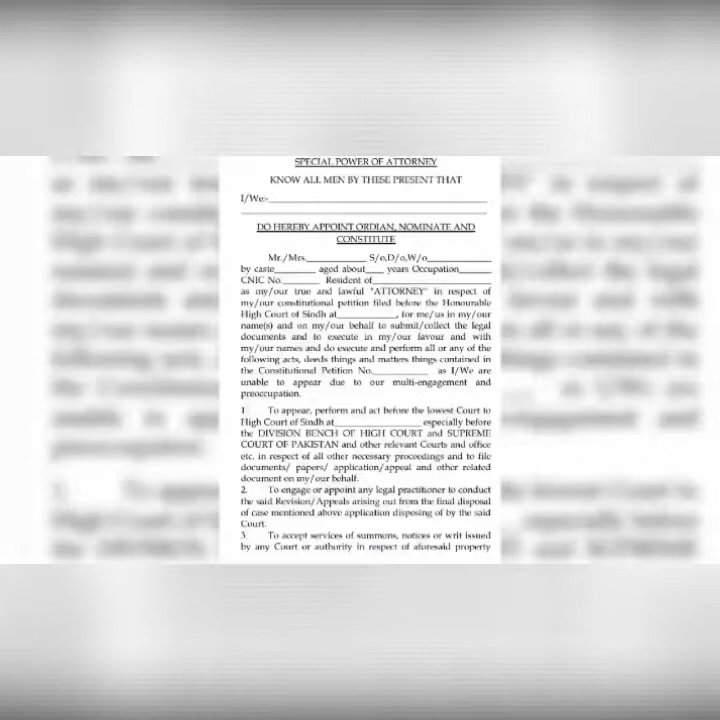 SPECIAL POWER OF ATTORNEY
KNOW ALL MEN BY THESE PRESENT THAT
I/We:-
DO HEREBY APPOINT ORDIAN, NOMINATE AND
CONSTITUTE
Mr./Mrs.____________ S/o,D/o,W/o____________
by caste____ aged about____ years Occupation_______
CNIC No.________ Resident of____________
as my/our true and lawful "ATTORNEY" in respect of
my/our constitutional petition filed before the Honourable
High Court of Sindh at____________, for me/us in my/our
name(s) and on my/our behalf to submit/collect the legal
documents and to execute in my/our favour and with
my/our names and do execute and perform all or any of the
following acts, deeds things and matters things contained in
the Constitutional Petition No.___________ as I/We are
unable to appear due to our multi-engagement and
preoccupation.
1 To appear, perform and act before the lowest Court to
High Court of Sindh at________________ especially before
the DIVISION BENCH OF HIGH COURT and SUPREME
COURT OF PAKISTAN and other relevant Courts and office
etc. in respect of all other necessary proceedings and to file
documents/ papers/ application/appeal and other related
document on my/our behalf.
2. To engage or appoint any legal practitioner to conduct
the said Revision/Appeals arising out from the final disposal
of case mentioned above application disposing of by the said
Court.
3. To accept services of summons, notices or writ issued
by any Court or authority in respect of aforesaid property